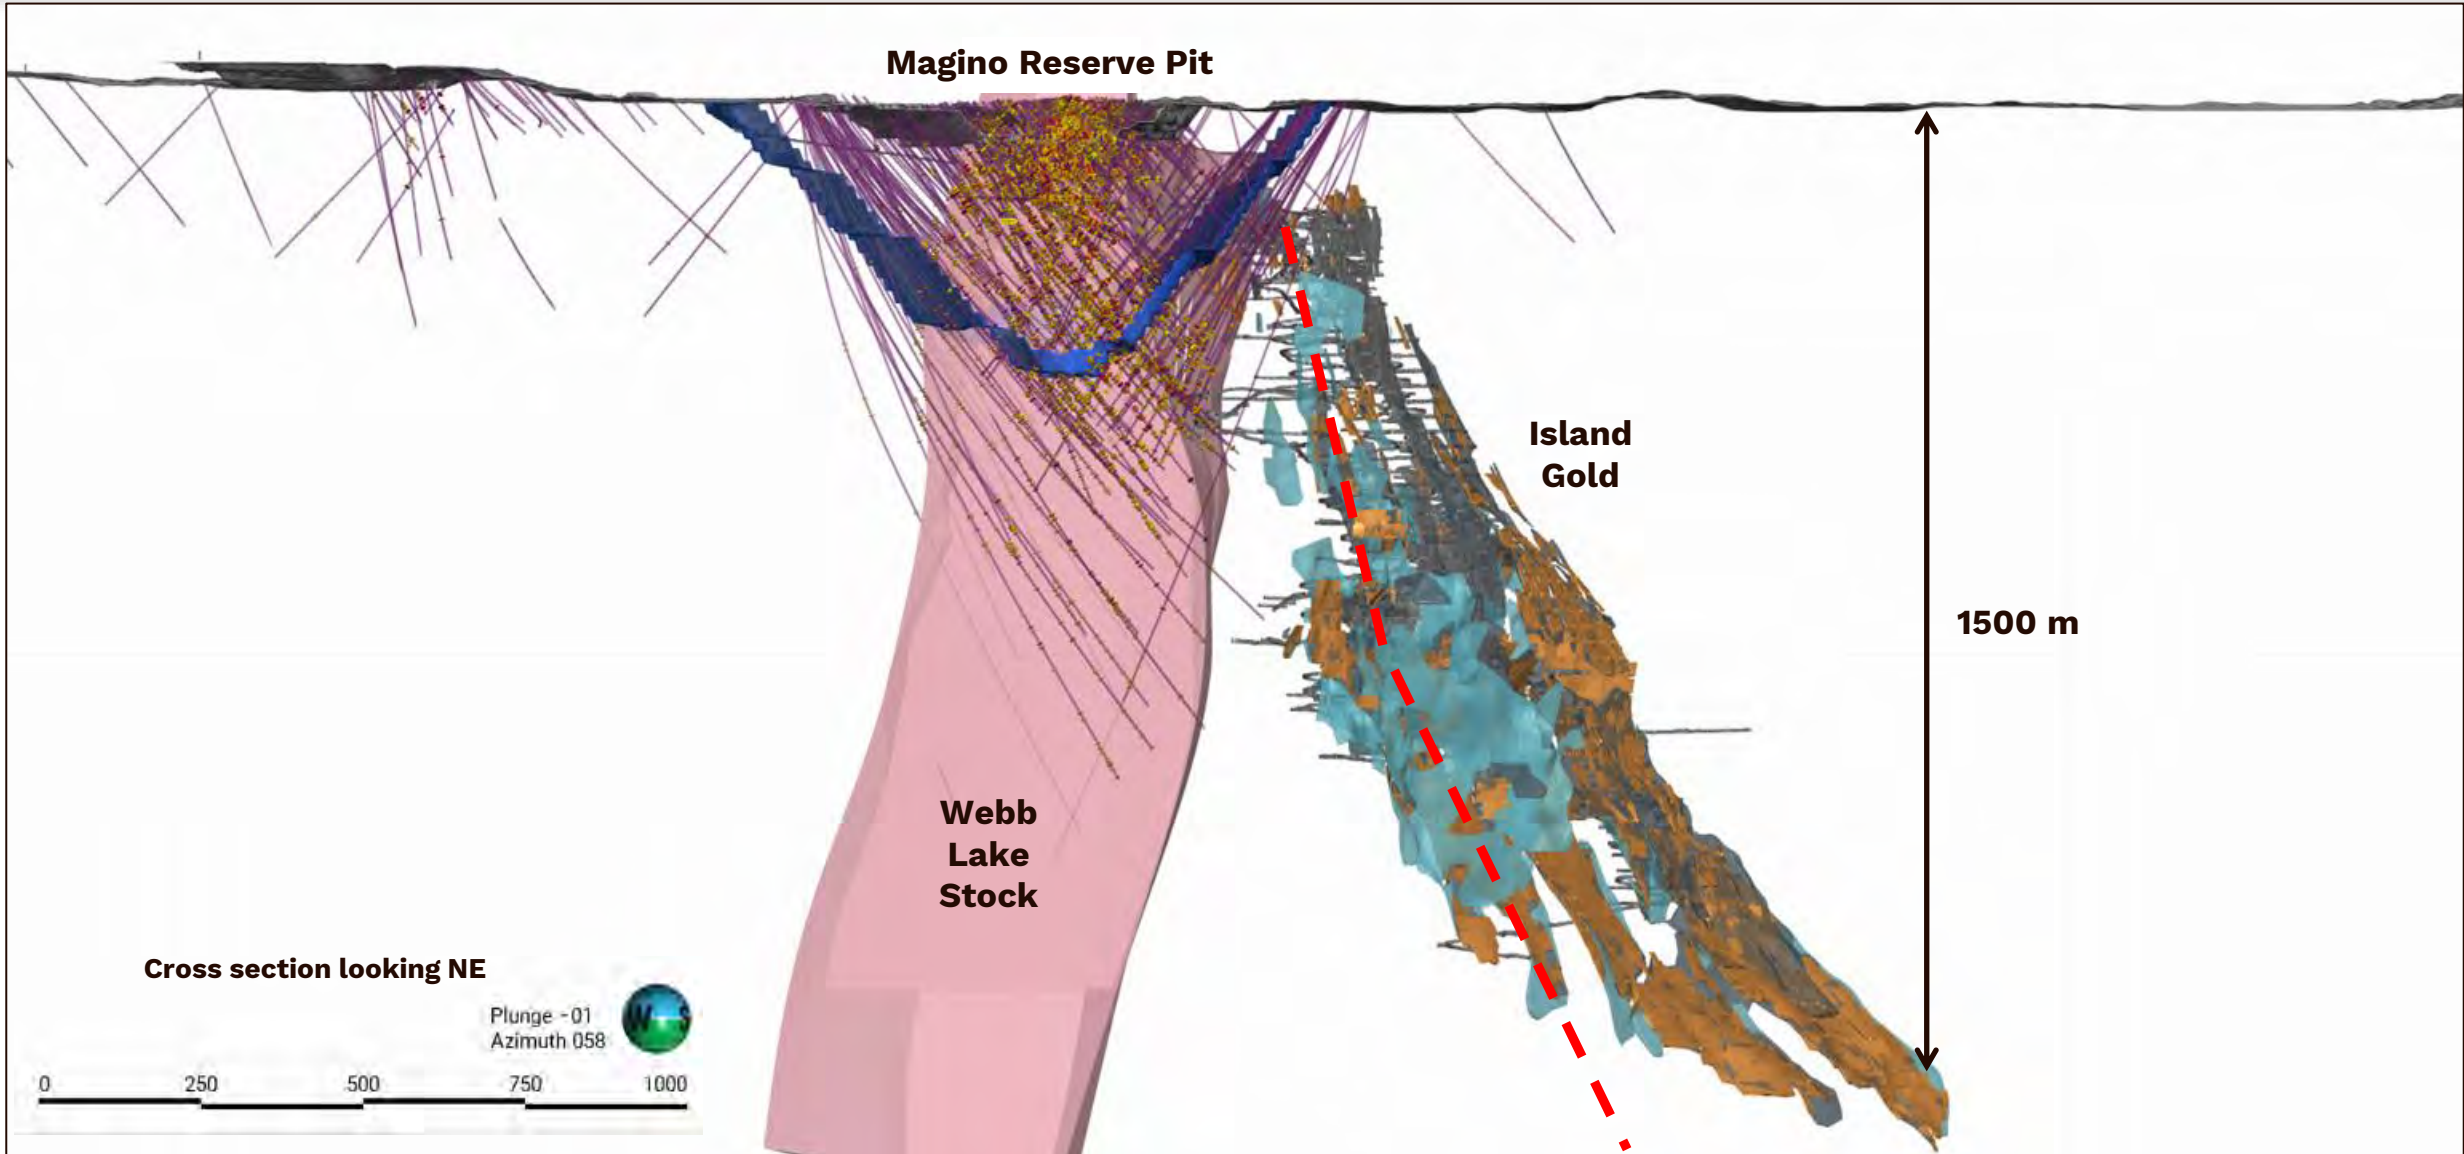 Magino Reserve Pit
Island
Gold
1500 m
Webb
Lake
Stock
Cross section looking NE
Plunge -01
Azimuth 058
W S
0 250 500 750 1000